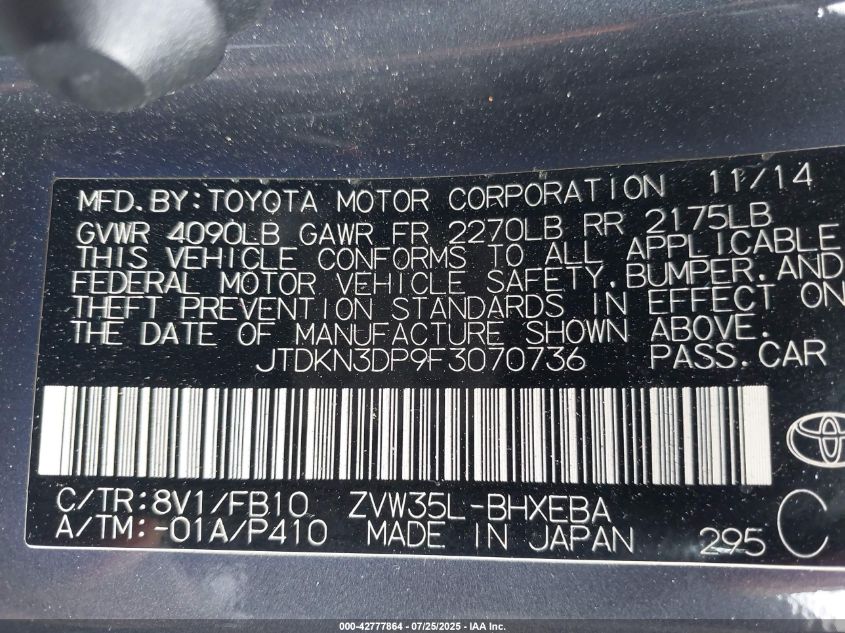 MFD. BY: TOYOTA MOTOR CORPORATION 11/14
GVWR 4090LB GAWR FR 2270LB RR 2175LB
THIS VEHICLE CONFORMS TO ALL APPLICABLE
FEDERAL MOTOR VEHICLE SAFETY, BUMPER, AND
THEFT PREVENTION STANDARDS IN EFFECT ON
THE DATE OF MANUFACTURE SHOWN ABOVE.
JTDKN3DP9F3070736 PASS. CAR
C/TR: 8V1/FB10 ZVW35L-BHXEBA
A/TM: -01A/P410 MADE IN JAPAN 295 C
000-42777864 / 07/25/2025 - IAA Inc.